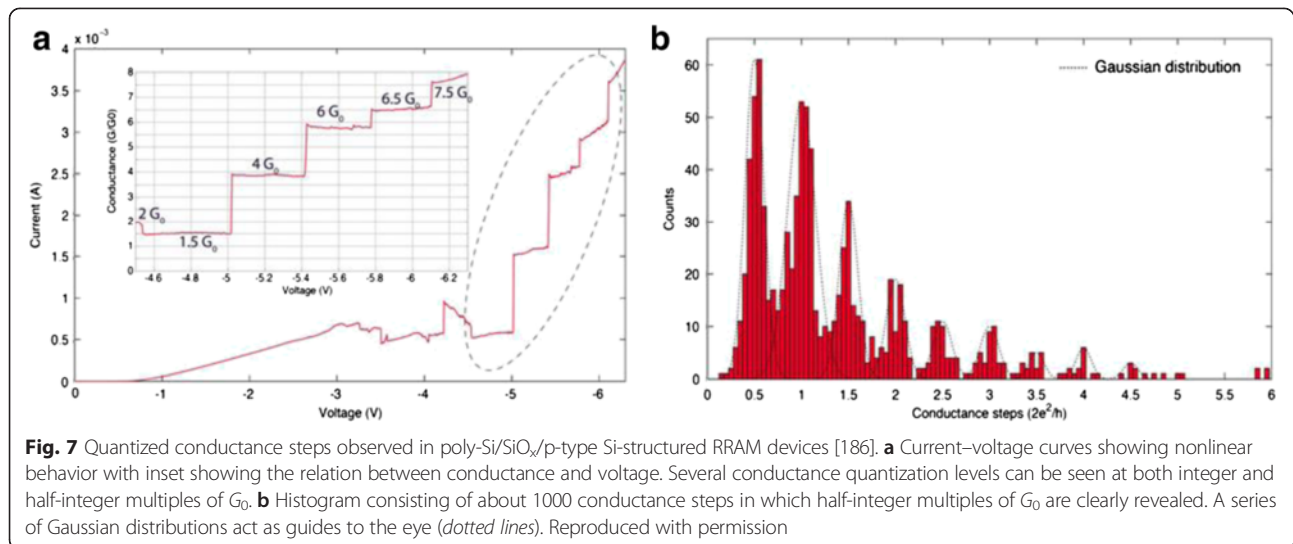 a
x 10⁻³
4
3.5
3
2.5
2
1.5
1
0.5
0
Current (A)
0
-1
-2
-3
-4
-5
-6
Voltage (V)
8
7
6
5
4
3
2
1
0
Conductance (G/G0)
2 G₀
1.5 G₀
4 G₀
6 G₀
6.5 G₀
7.5 G₀
-4.6
-4.8
-5
-5.2
-5.4
-5.6
-5.8
-6
-6.2
Voltage (V)
b
Gaussian distribution
60
50
40
30
20
10
0
Counts
0.5
1
1.5
2
2.5
3
3.5
4
4.5
5
5.5
6
Conductance steps (2e²/h)
Fig. 7 Quantized conductance steps observed in poly-Si/SiOₓ/p-type Si-structured RRAM devices [186]. a Current–voltage curves showing nonlinear
behavior with inset showing the relation between conductance and voltage. Several conductance quantization levels can be seen at both integer and
half-integer multiples of G₀. b Histogram consisting of about 1000 conductance steps in which half-integer multiples of G₀ are clearly revealed. A series
of Gaussian distributions act as guides to the eye (dotted lines). Reproduced with permission